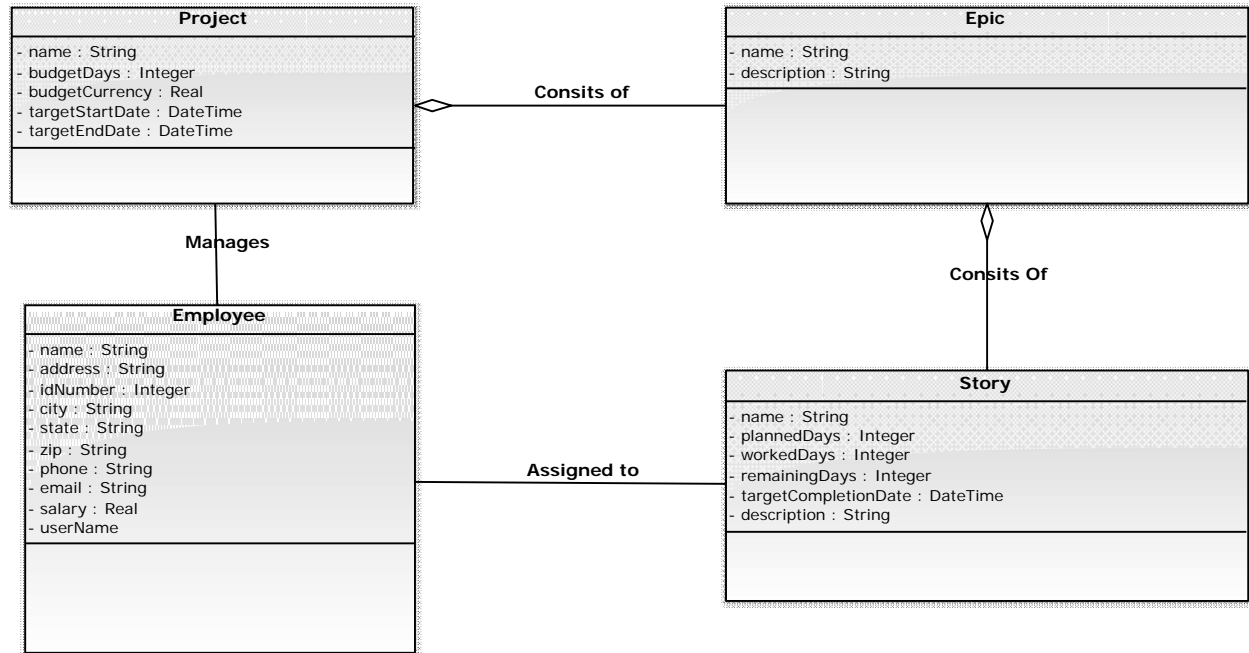 Project
- name : String
- budgetDays : Integer
- budgetCurrency : Real
- targetStartDate : DateTime
- targetEndDate : DateTime
Consits of
Epic
- name : String
- description : String
Manages
Consits Of
Employee
- name : String
- address : String
- idNumber : Integer
- city : String
- state : String
- zip : String
- phone : String
- email : String
- salary : Real
- userName
Assigned to
Story
- name : String
- plannedDays : Integer
- workedDays : Integer
- remainingDays : Integer
- targetCompletionDate : DateTime
- description : String